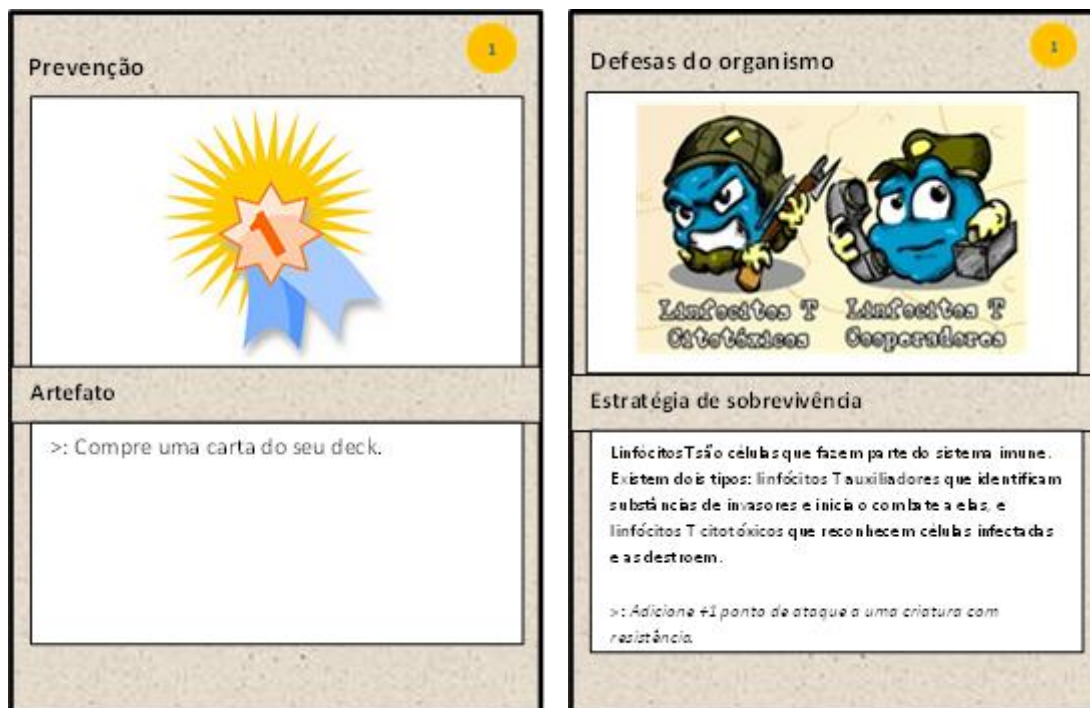 Prevenção
1
1
Artefato
>: Compre uma carta do seu deck.
Defesas do organismo
1
Linfocitos T
Citotóxicos
Linfocitos T
Cooperadores
Estratégia de sobrevivência
Linfócitos T são células que fazem parte do sistema imune.
Existem dois tipos: linfócitos T auxiliadores que identificam
substâncias de invasores e inicia o combate a elas, e
linfócitos T citotóxicos que reconhecem células infectadas
e as destroem.
>: Adicione +1 ponto de ataque a uma criatura com
resistência.